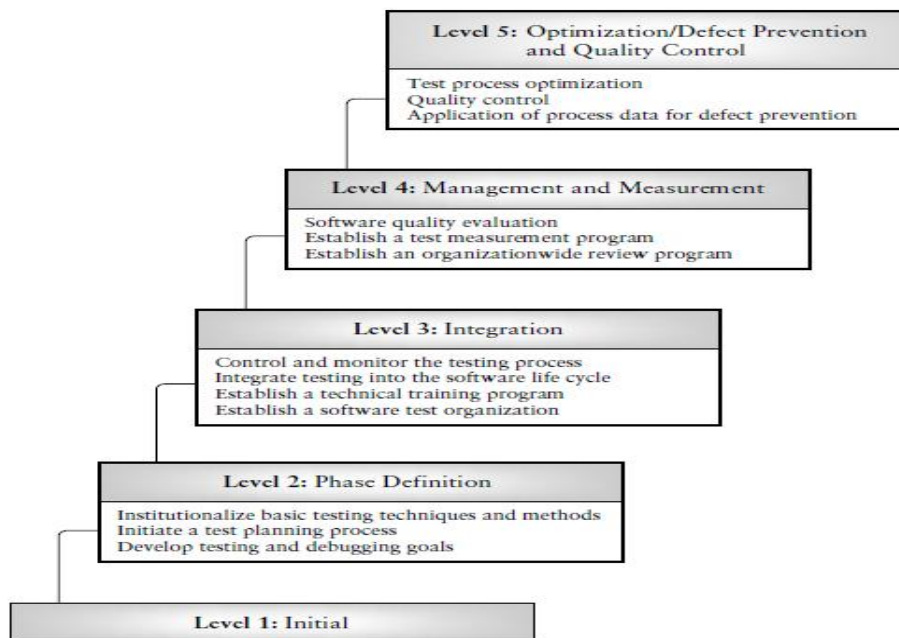 Level 5: Optimization/Defect Prevention
and Quality Control
Test process optimization
Quality control
Application of process data for defect prevention
Level 4: Management and Measurement
Software quality evaluation
Establish a test measurement program
Establish an organizationwide review program
Level 3: Integration
Control and monitor the testing process
Integrate testing into the software life cycle
Establish a technical training program
Establish a software test organization
Level 2: Phase Definition
Institutionalize basic testing techniques and methods
Initiate a test planning process
Develop testing and debugging goals
Level 1: Initial